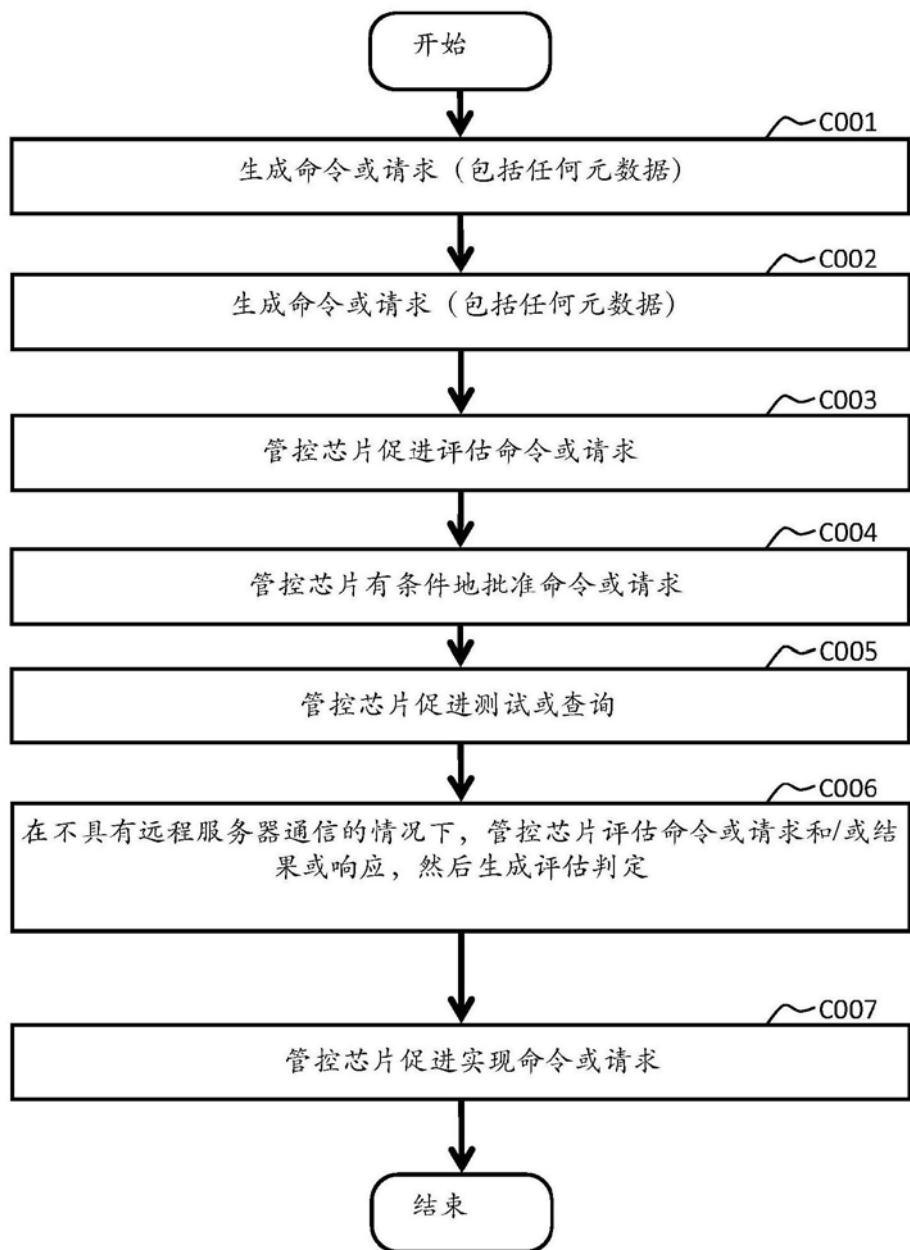 开始
C001
生成命令或请求（包括任何元数据）
C002
生成命令或请求（包括任何元数据）
C003
管控芯片促进评估命令或请求
C004
管控芯片有条件地批准命令或请求
C005
管控芯片促进测试或查询
C006
在不具有远程服务器通信的情况下，管控芯片评估命令或请求和/或结
果或响应，然后生成评估判定
C007
管控芯片促进实现命令或请求
结束